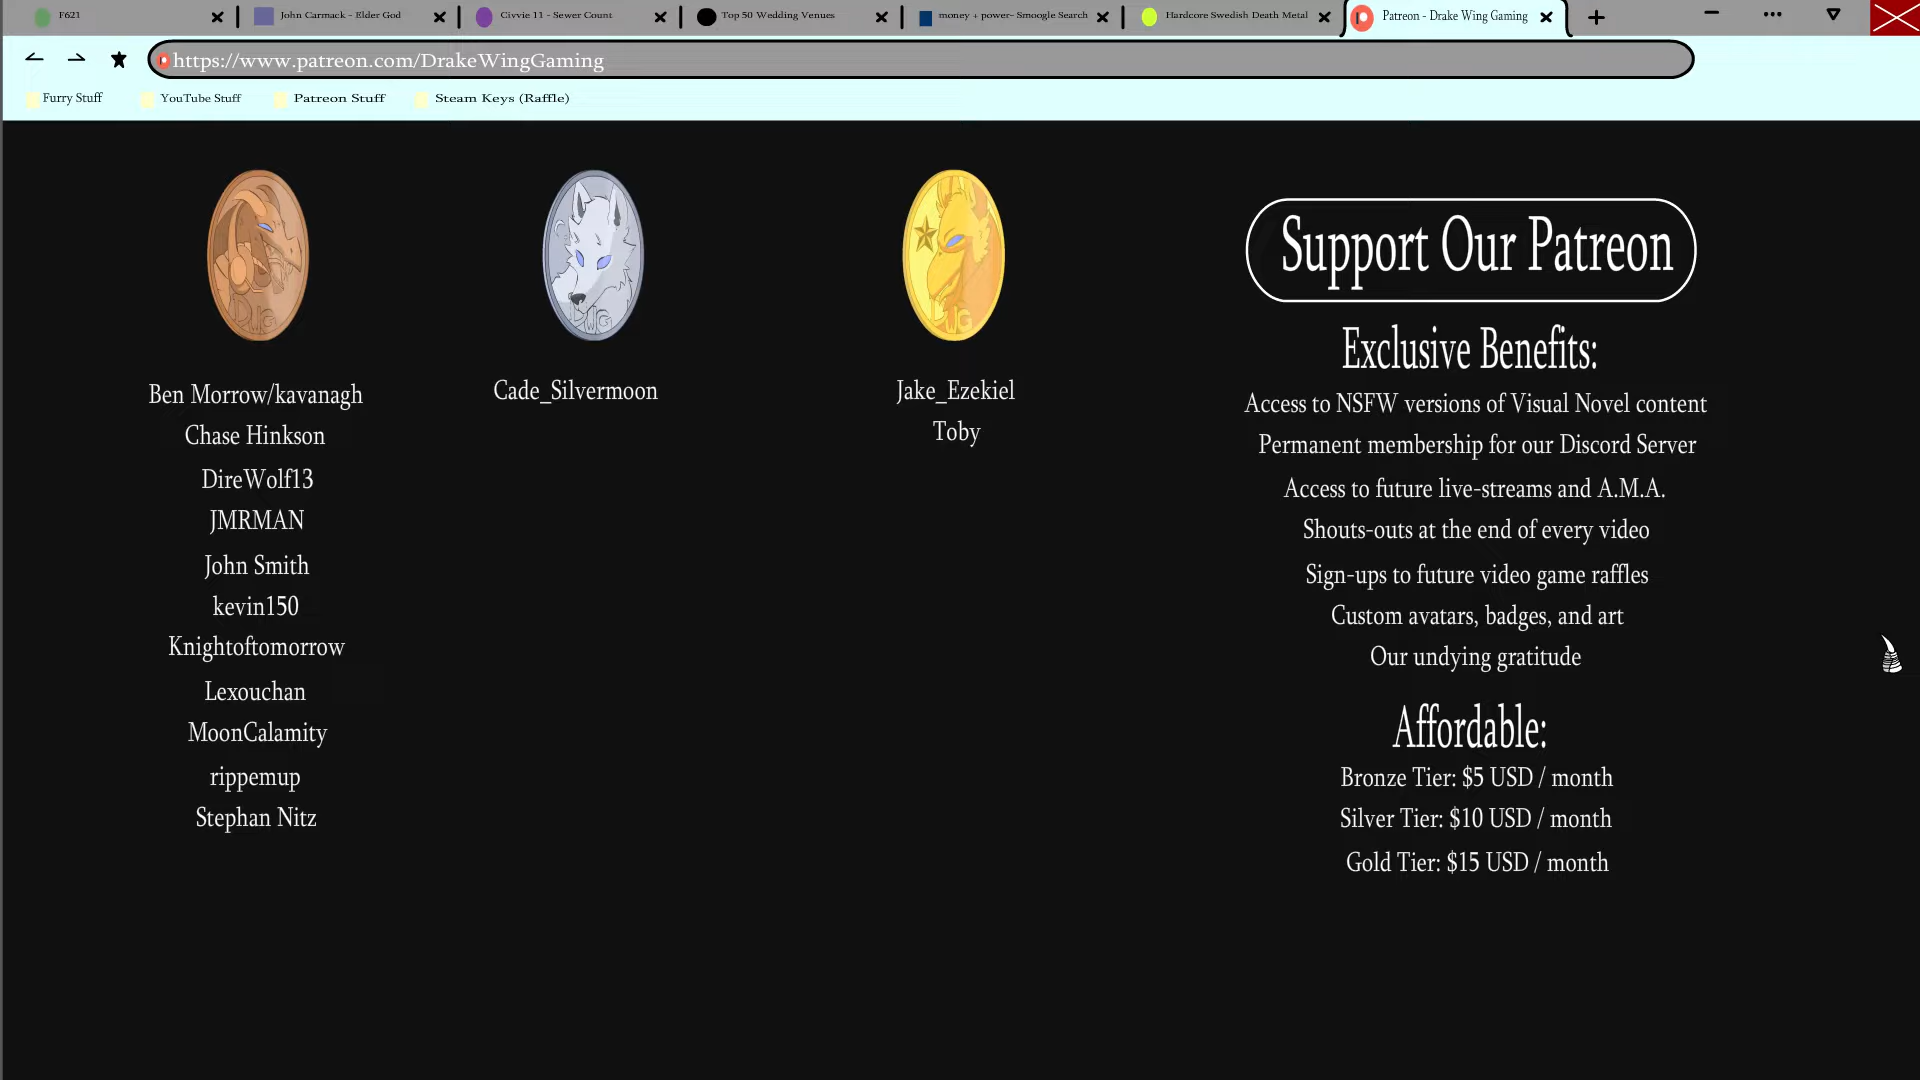 F621
John Carmack - Elder God
Civvie 11 - Sewer Count
Top 50 Wedding Venues
money + power- Smoogle Search
Hardcore Swedish Death Metal
Patreon - Drake Wing Gaming
https://www.patreon.com/DrakeWingGaming
Furry Stuff
YouTube Stuff
Patreon Stuff
Steam Keys (Raffle)
DWG
DWG
DWG
Ben Morrow/kavanagh
Chase Hinkson
DireWolf13
JMRMAN
John Smith
kevin150
Knightoftomorrow
Lexouchan
MoonCalamity
rippemup
Stephan Nitz
Cade_Silvermoon
Jake_Ezekiel
Toby
Support Our Patreon
Exclusive Benefits:
Access to NSFW versions of Visual Novel content
Permanent membership for our Discord Server
Access to future live-streams and A.M.A.
Shouts-outs at the end of every video
Sign-ups to future video game raffles
Custom avatars, badges, and art
Our undying gratitude
Affordable:
Bronze Tier: $5 USD / month
Silver Tier: $10 USD / month
Gold Tier: $15 USD / month